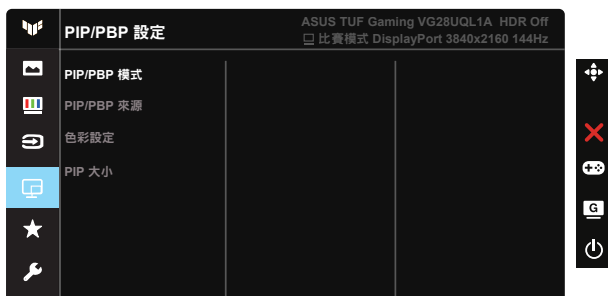 PIP/PBP 設定
ASUS TUF Gaming VG28UQL1A HDR Off
比賽模式 DisplayPort 3840x2160 144Hz
PIP/PBP 模式
PIP/PBP 來源
色彩設定
PIP 大小
G